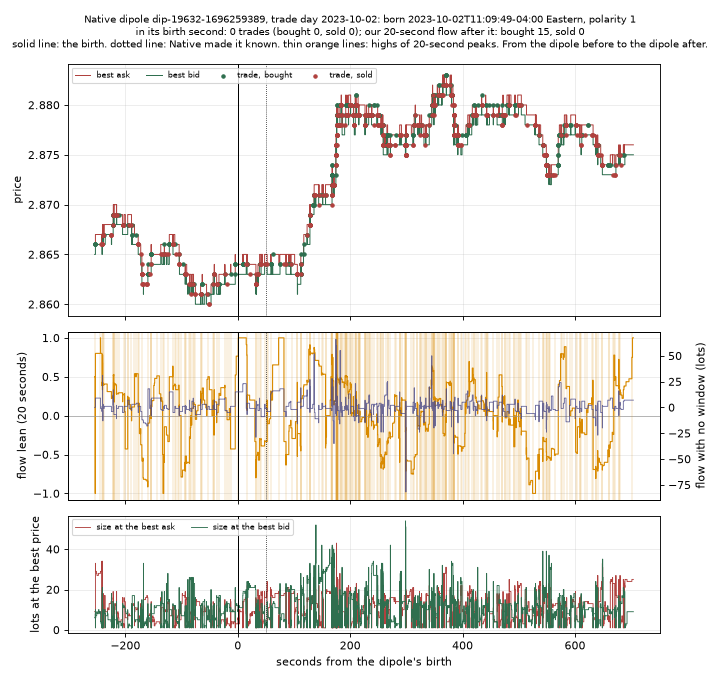 Native dipole dip-19632-1696259389, trade day 2023-10-02: born 2023-10-02T11:09:49-04:00 Eastern, polarity 1
in its birth second: 0 trades (bought 0, sold 0); our 20-second flow after it: bought 15, sold 0
solid line: the birth. dotted line: Native made it known. thin orange lines: highs of 20-second peaks. From the dipole before to the dipole after.
best ask best bid trade, bought trade, sold
2.880
2.875
2.870
2.865
2.860
price
1.0
0.5
0.0
−0.5
−1.0
flow lean (20 seconds)
50
25
0
−25
−50
−75
flow with no window (lots)
size at the best ask size at the best bid
40
20
0
lots at the best price
−200 0 200 400 600
seconds from the dipole's birth